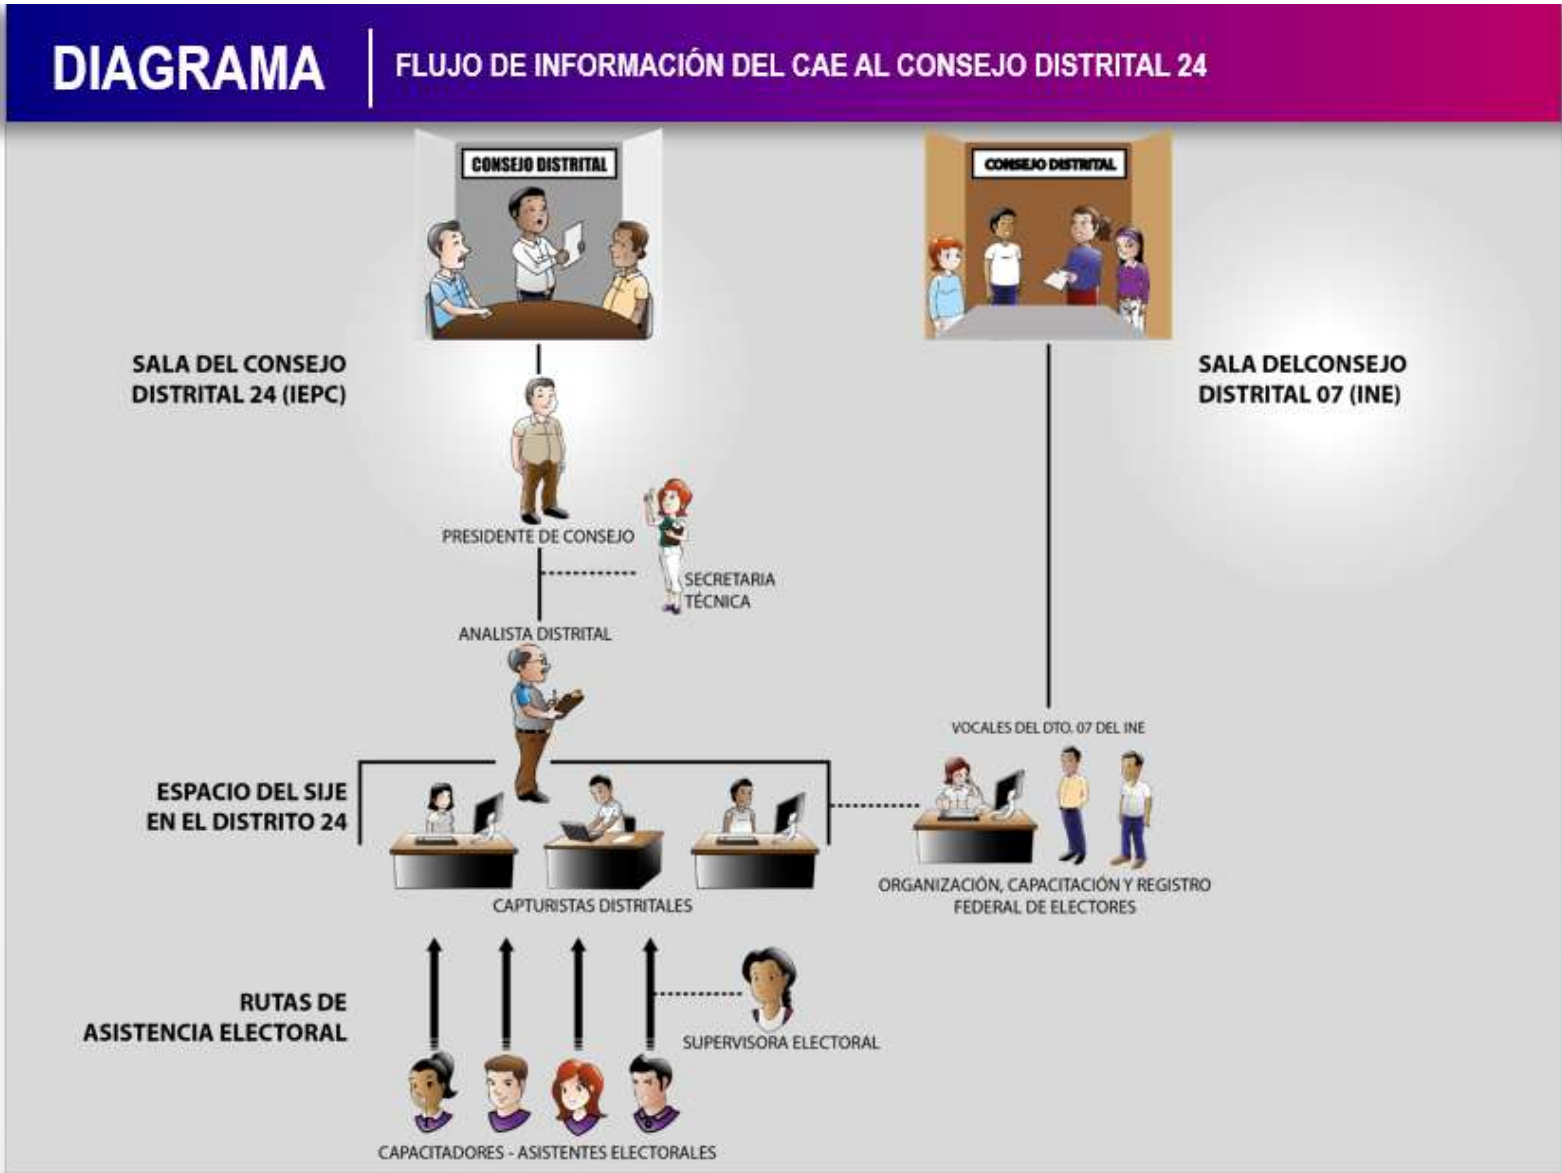 DIAGRAMA
FLUJO DE INFORMACIÓN DEL CAE AL CONSEJO DISTRITAL 24
CONSEJO DISTRITAL
CONSEJO DISTRITAL
SALA DEL CONSEJO
DISTRITAL 24 (IEPC)
SALA DELCONSEJO
DISTRITAL 07 (INE)
PRESIDENTE DE CONSEJO
SECRETARIA
TÉCNICA
ANALISTA DISTRITAL
VOCALES DEL DTO. 07 DEL INE
ESPACIO DEL SIJE
EN EL DISTRITO 24
ORGANIZACIÓN, CAPACITACIÓN Y REGISTRO
FEDERAL DE ELECTORES
CAPTURISTAS DISTRITALES
RUTAS DE
ASISTENCIA ELECTORAL
SUPERVISORA ELECTORAL
CAPACITADORES - ASISTENTES ELECTORALES